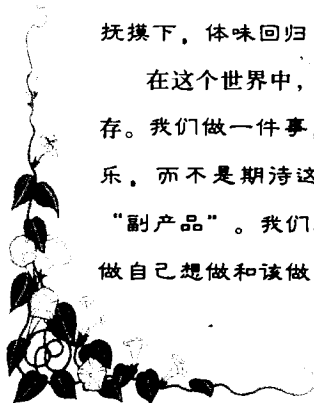 抚摸下，体味回归
在这个世界中，
存。我们做一件事
乐，而不是期待这
“副产品”。我们
做自己想做和该做